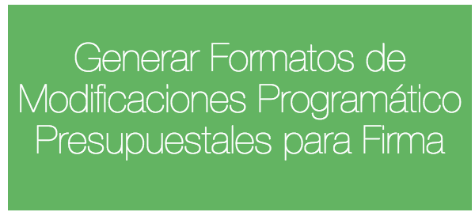 Generar Formatos de
Modificaciones Programático
Presupuestales para Firma